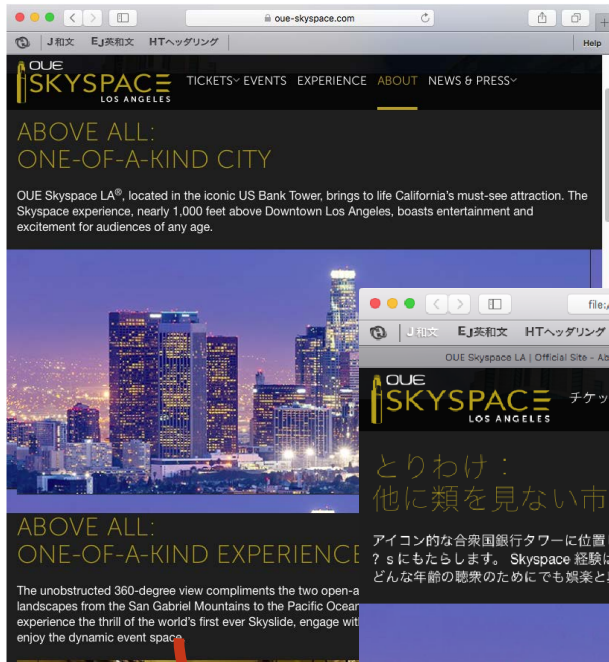 oue-skyspace.com
J和文 EJ英和文 HTヘッダリング
Help
OUE
SKYSPACE
LOS ANGELES
TICKETS EVENTS EXPERIENCE ABOUT NEWS & PRESS
ABOVE ALL:
ONE-OF-A-KIND CITY
OUE Skyspace LA®, located in the iconic US Bank Tower, brings to life California's must-see attraction. The
Skyspace experience, nearly 1,000 feet above Downtown Los Angeles, boasts entertainment and
excitement for audiences of any age.
ABOVE ALL:
ONE-OF-A-KIND EXPERIENCE
The unobstructed 360-degree view compliments the two open-a
landscapes from the San Gabriel Mountains to the Pacific Ocean
experience the thrill of the world's first ever Skyslide, engage wit
enjoy the dynamic event space.
file:/
J和文 EJ英和文 HTヘッダリング
OUE Skyspace LA | Official Site - Ab
OUE
SKYSPACE
LOS ANGELES
チケッ
とりわけ：
他に類を見ない市
アイコン的な合衆国銀行タワーに位置し
? s にもたらします。 Skyspace 経験は
どんな年齢の聴衆のためにでも娯楽と